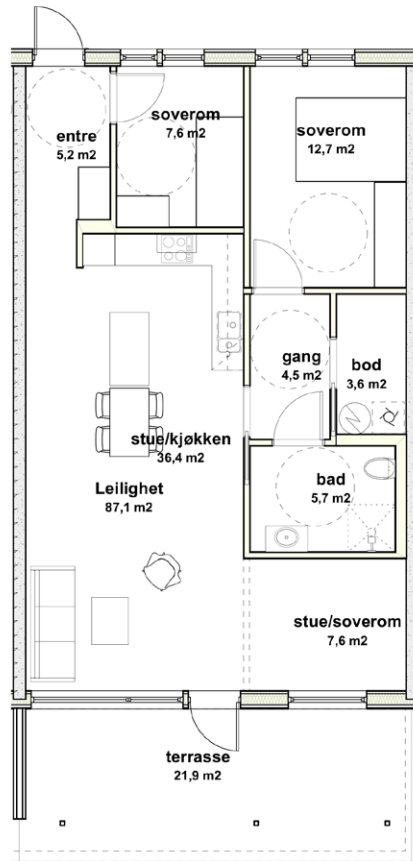 soverom
7,6 m2
soverom
12,7 m2
entre
5,2 m2
gang
4,5 m2
bod
3,6 m2
stue/kjøkken
36,4 m2
Leilighet
87,1 m2
bad
5,7 m2
stue/soverom
7,6 m2
terrasse
21,9 m2